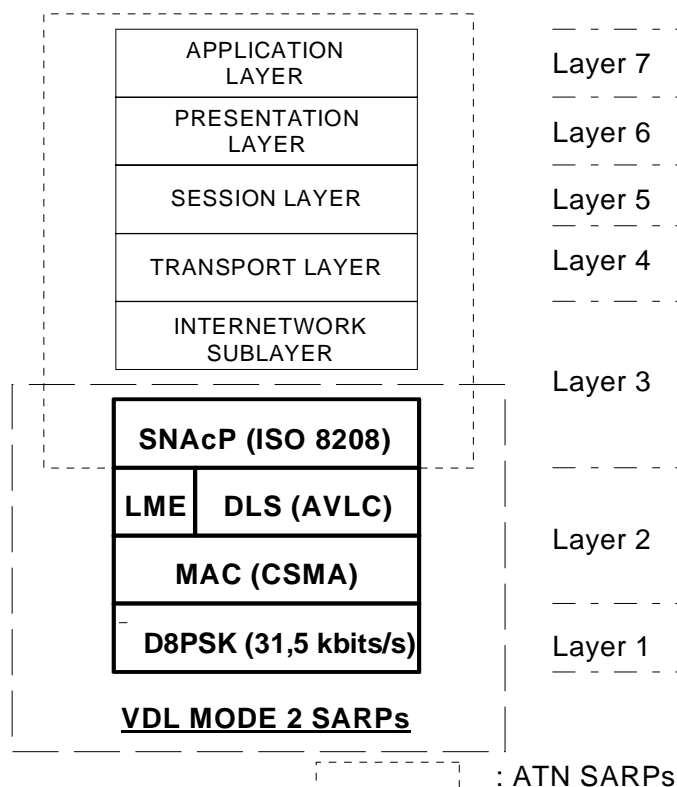 APPLICATION
LAYER
Layer 7
PRESENTATION
LAYER
Layer 6
SESSION LAYER
Layer 5
TRANSPORT LAYER
Layer 4
INTERNETWORK
SUBLAYER
Layer 3
SNAcP (ISO 8208)
LME
DLS (AVLC)
Layer 2
MAC (CSMA)
D8PSK (31,5 kbits/s)
Layer 1
VDL MODE 2 SARPs
: ATN SARPs